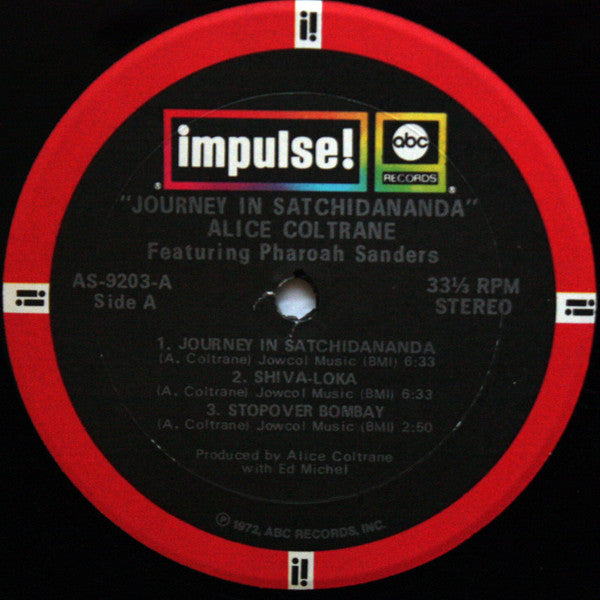 i!
impulse!
abc
RECORDS
®
®
"JOURNEY IN SATCHIDANANDA"
ALICE COLTRANE
Featuring Pharoah Sanders
AS-9203-A
Side A
33⅓ RPM
STEREO
i!
i!
1. JOURNEY IN SATCHIDANANDA
(A. Coltrane) Jowcol Music (BMI) 6:33
2. SHIVA-LOKA
(A. Coltrane) Jowcol Music (BMI) 6:33
3. STOPOVER BOMBAY
(A. Coltrane) Jowcol Music (BMI) 2:50
Produced by Alice Coltrane
with Ed Michel
℗ 1972, ABC RECORDS, INC.
i!